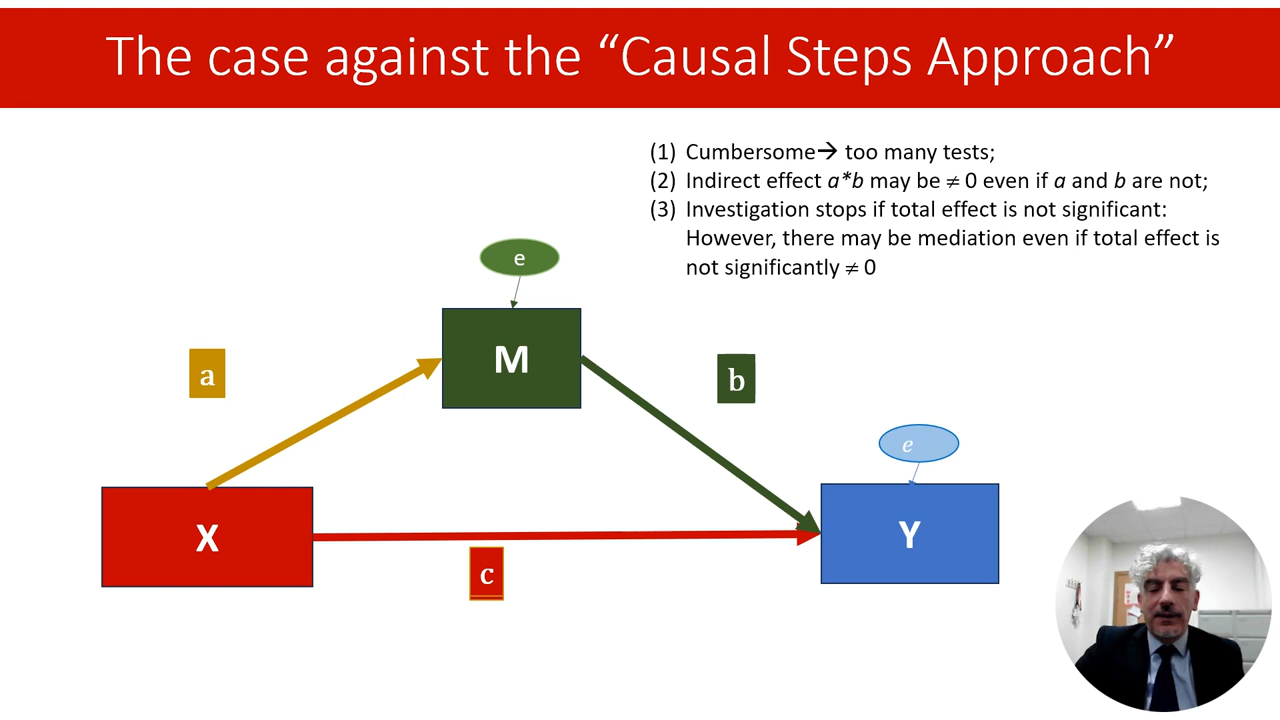 The case against the “Causal Steps Approach”
(1) Cumbersome→ too many tests;
(2) Indirect effect a*b may be ≠ 0 even if a and b are not;
(3) Investigation stops if total effect is not significant:
However, there may be mediation even if total effect is
not significantly ≠ 0
e
M
a
b
e
X
Y
c